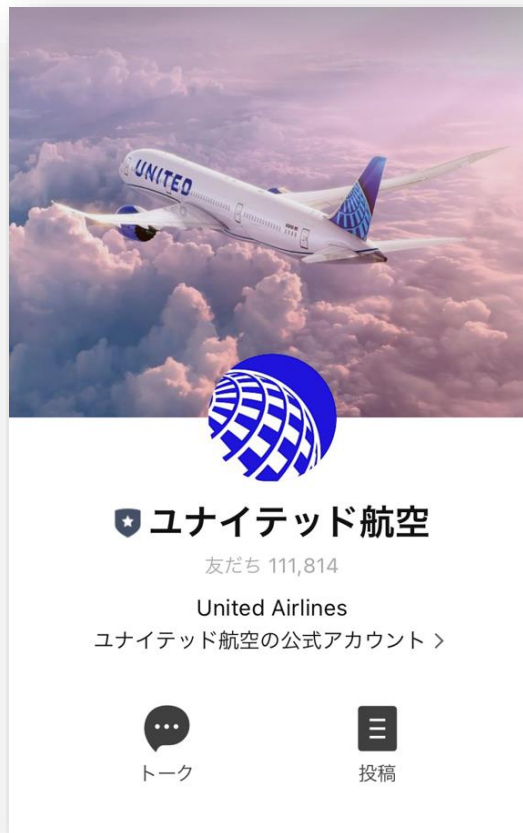 UNITED
ユナイテッド航空
友だち 111,814
United Airlines
ユナイテッド航空の公式アカウント >
トーク
投稿